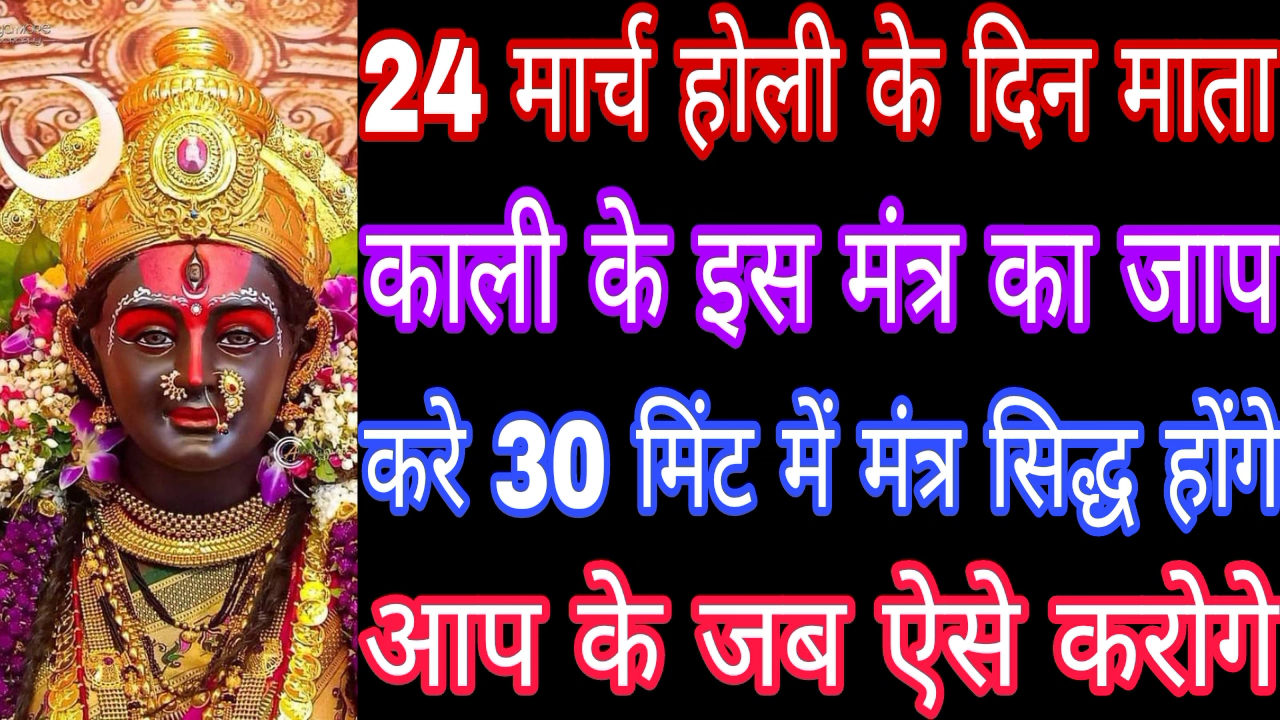 24 मार्च होली के दिन माता
काली के इस मंत्र का जाप
करे 30 मिंट में मंत्र सिद्ध होंगे
आप के जब ऐसे करोगे